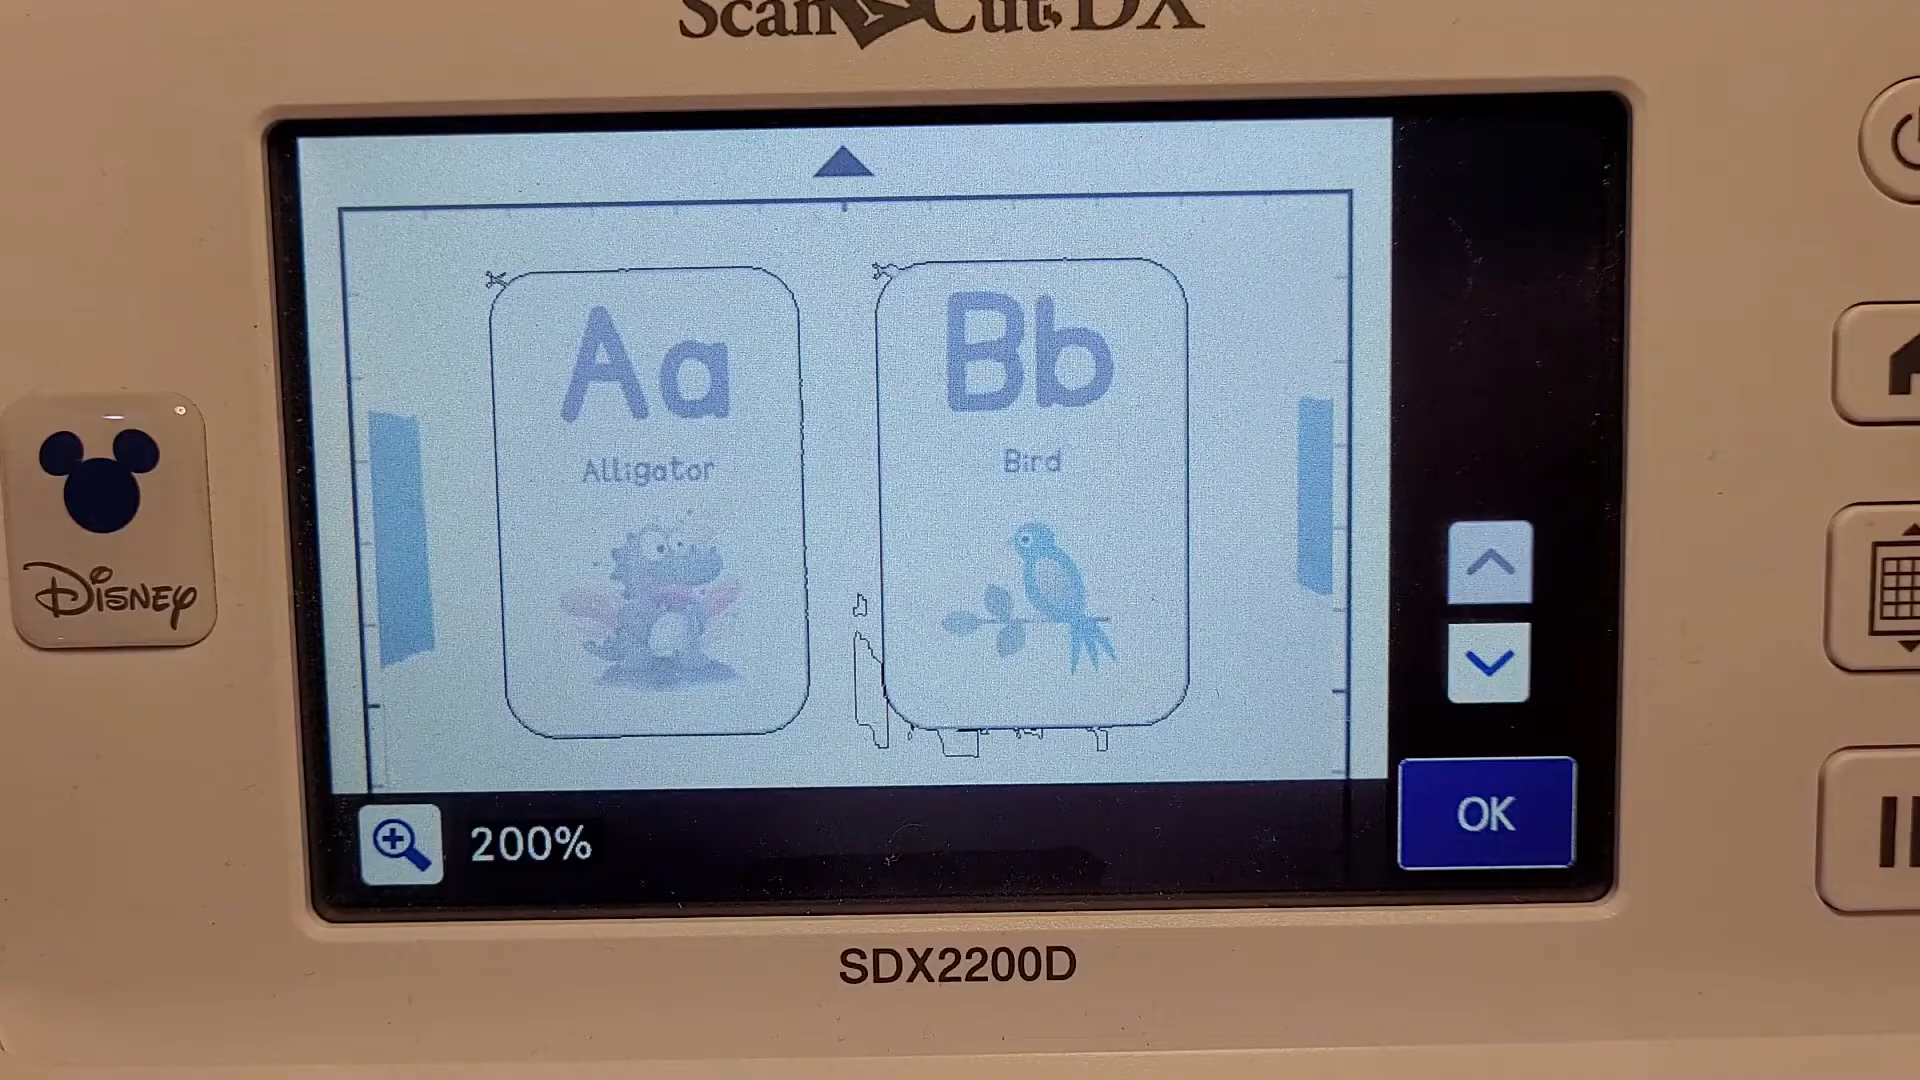 ScanNCut DX
Aa
Bb
Alligator
Bird
Disney
200%
OK
SDX2200D